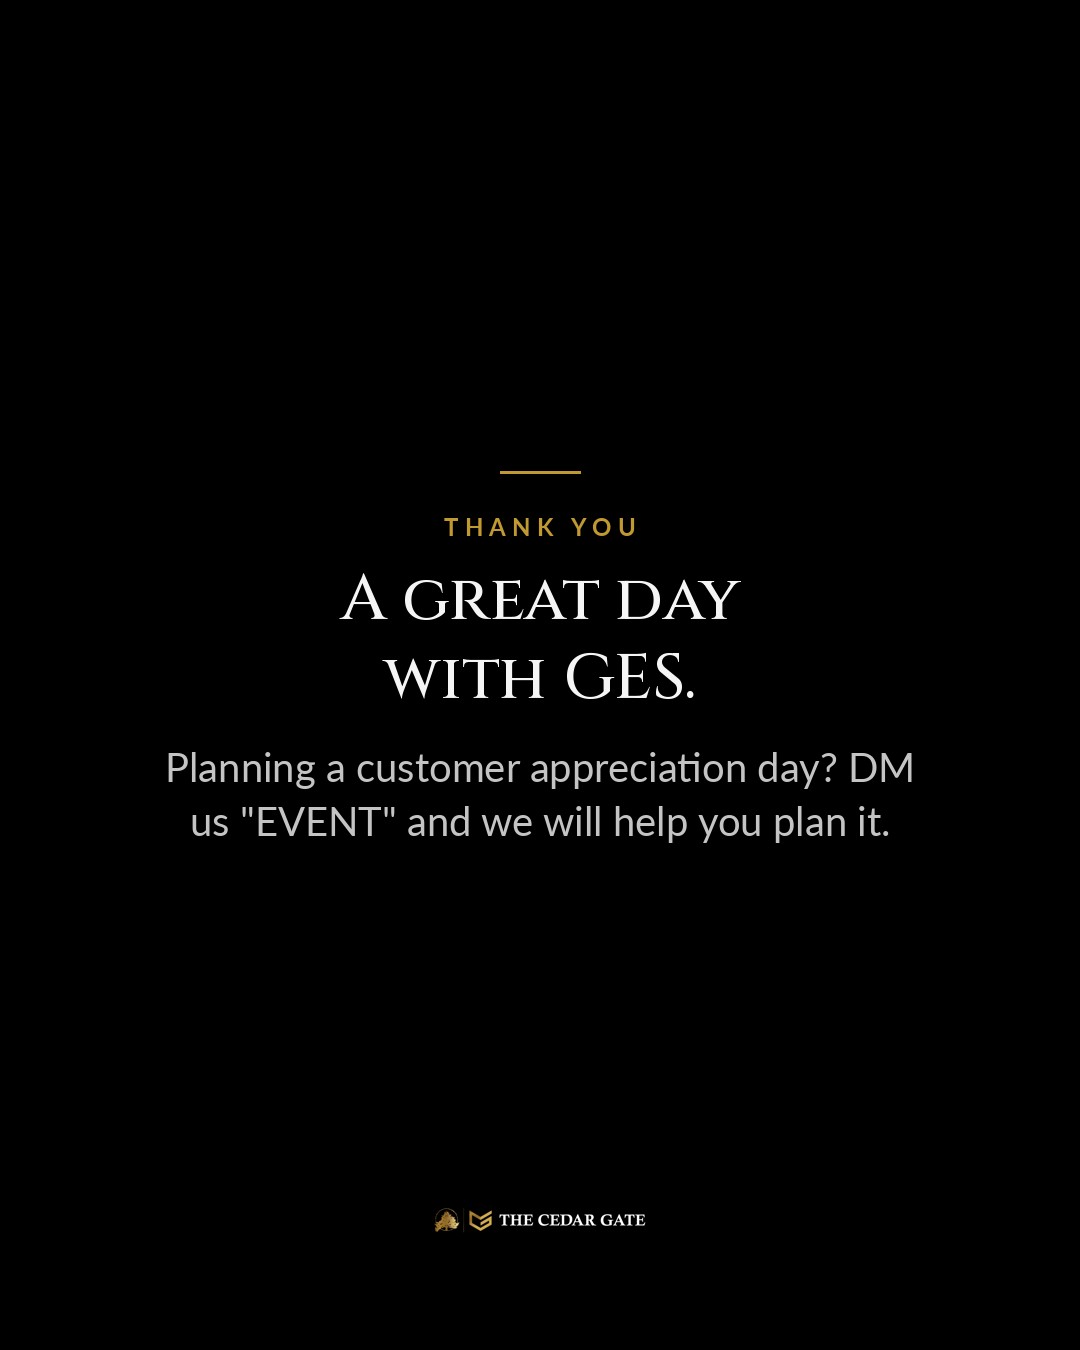 THANK YOU
A GREAT DAY
WITH GES.
Planning a customer appreciation day? DM
us "EVENT" and we will help you plan it.
THE CEDAR GATE